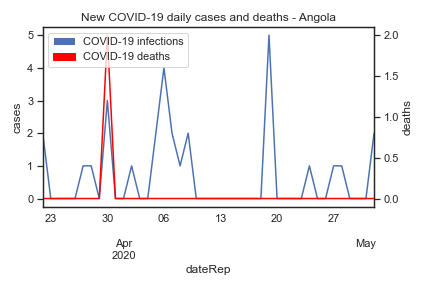 New COVID-19 daily cases and deaths - Angola
COVID-19 infections
COVID-19 deaths
5
4
3
2
1
0
cases
2.0
1.5
1.0
0.5
0.0
deaths
23 30 06 13 20 27
Apr May
2020
dateRep